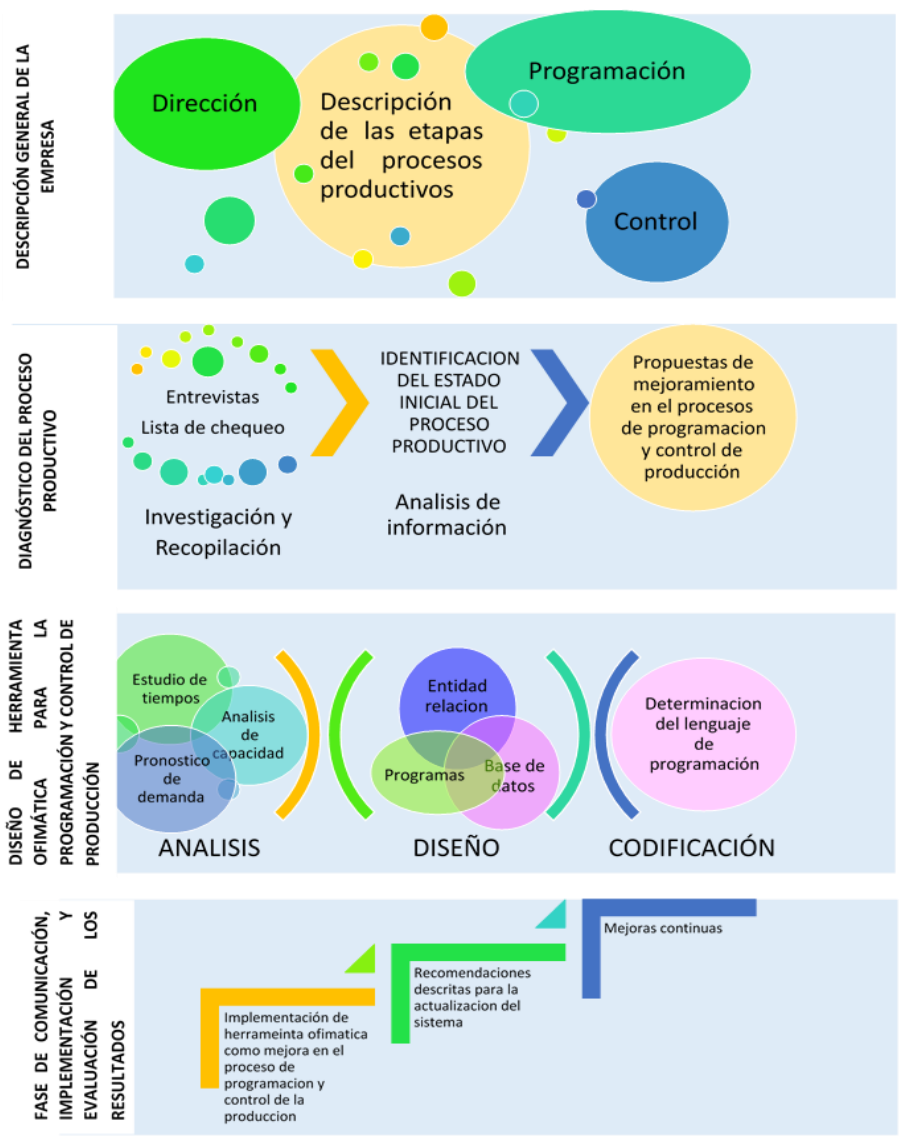 DESCRIPCIÓN GENERAL DE LA
EMPRESA
Dirección
Descripción
de las etapas
del procesos
productivos
Programación
Control
DIAGNÓSTICO DEL PROCESO
PRODUCTIVO
Entrevistas
Lista de chequeo
Investigación y
Recopilación
IDENTIFICACION
DEL ESTADO
INICIAL DEL
PROCESO
PRODUCTIVO
Analisis de
información
Propuestas de
mejoramiento
en el procesos
de programacion
y control de
producción
DISEÑO DE HERRAMIENTA
OFIMÁTICA PARA LA
PROGRAMACIÓN Y CONTROL DE
PRODUCCIÓN
Estudio de
tiempos
Analisis
de
capacidad
Pronostico
de
demanda
ANALISIS
Entidad
relacion
Programas
Base de
datos
DISEÑO
Determinacion
del lenguaje
de
programación
CODIFICACIÓN
FASE DE COMUNICACIÓN,
IMPLEMENTACIÓN Y
EVALUACIÓN DE LOS
RESULTADOS
Implementación de
herrameinta ofimatica
como mejora en el
proceso de
programacion y
control de la
produccion
Recomendaciones
descritas para la
actualizacion del
sistema
Mejoras continuas